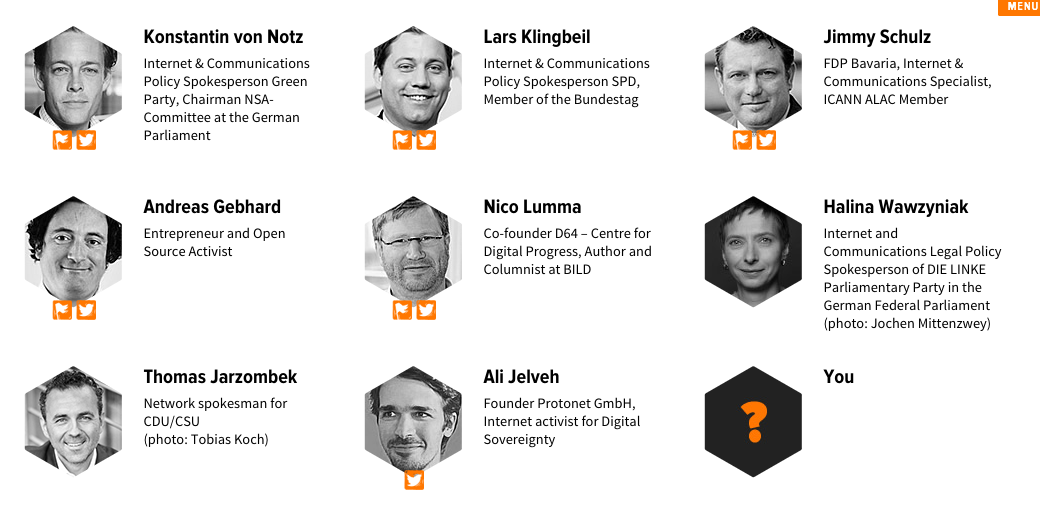 MENU
Konstantin von Notz
Internet & Communications
Policy Spokesperson Green
Party, Chairman NSA-
Committee at the German
Parliament
Lars Klingbeil
Internet & Communications
Policy Spokesperson SPD,
Member of the Bundestag
Jimmy Schulz
FDP Bavaria, Internet &
Communications Specialist,
ICANN ALAC Member
Andreas Gebhard
Entrepreneur and Open
Source Activist
Nico Lumma
Co-founder D64 – Centre for
Digital Progress, Author and
Columnist at BILD
Halina Wawzyniak
Internet and
Communications Legal Policy
Spokesperson of DIE LINKE
Parliamentary Party in the
German Federal Parliament
(photo: Jochen Mittenzwey)
Thomas Jarzombek
Network spokesman for
CDU/CSU
(photo: Tobias Koch)
Ali Jelveh
Founder Protonet GmbH,
Internet activist for Digital
Sovereignty
?
You